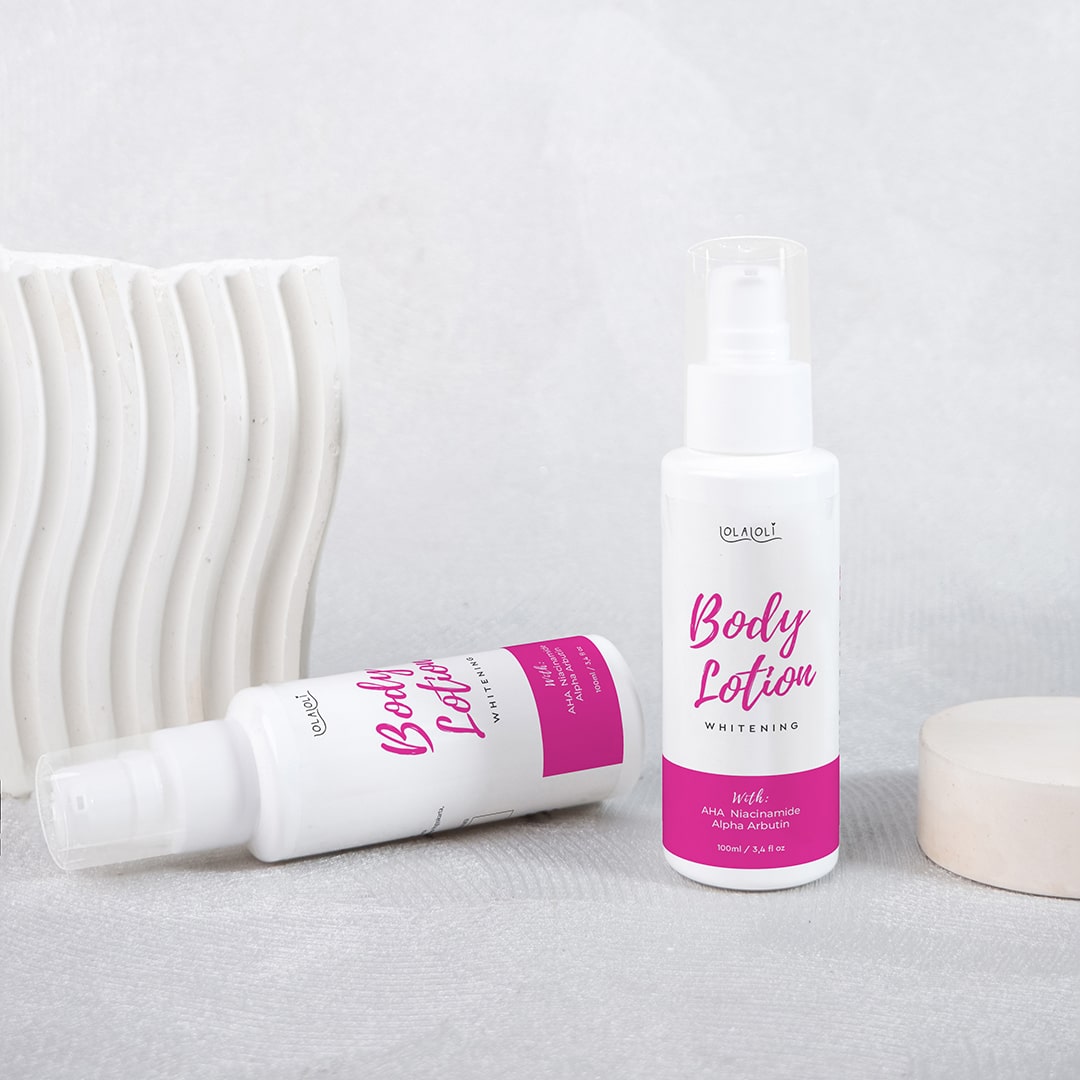 LOLALOLI
Body
Lotion
WHITENING
With:
AHA Niacinamide
Alpha Arbutin
100ml / 3,4 fl oz
LOLALOLI
Body
Lotion
WHITENING
With:
AHA Niacinamide
Alpha Arbutin
100ml / 3,4 fl oz